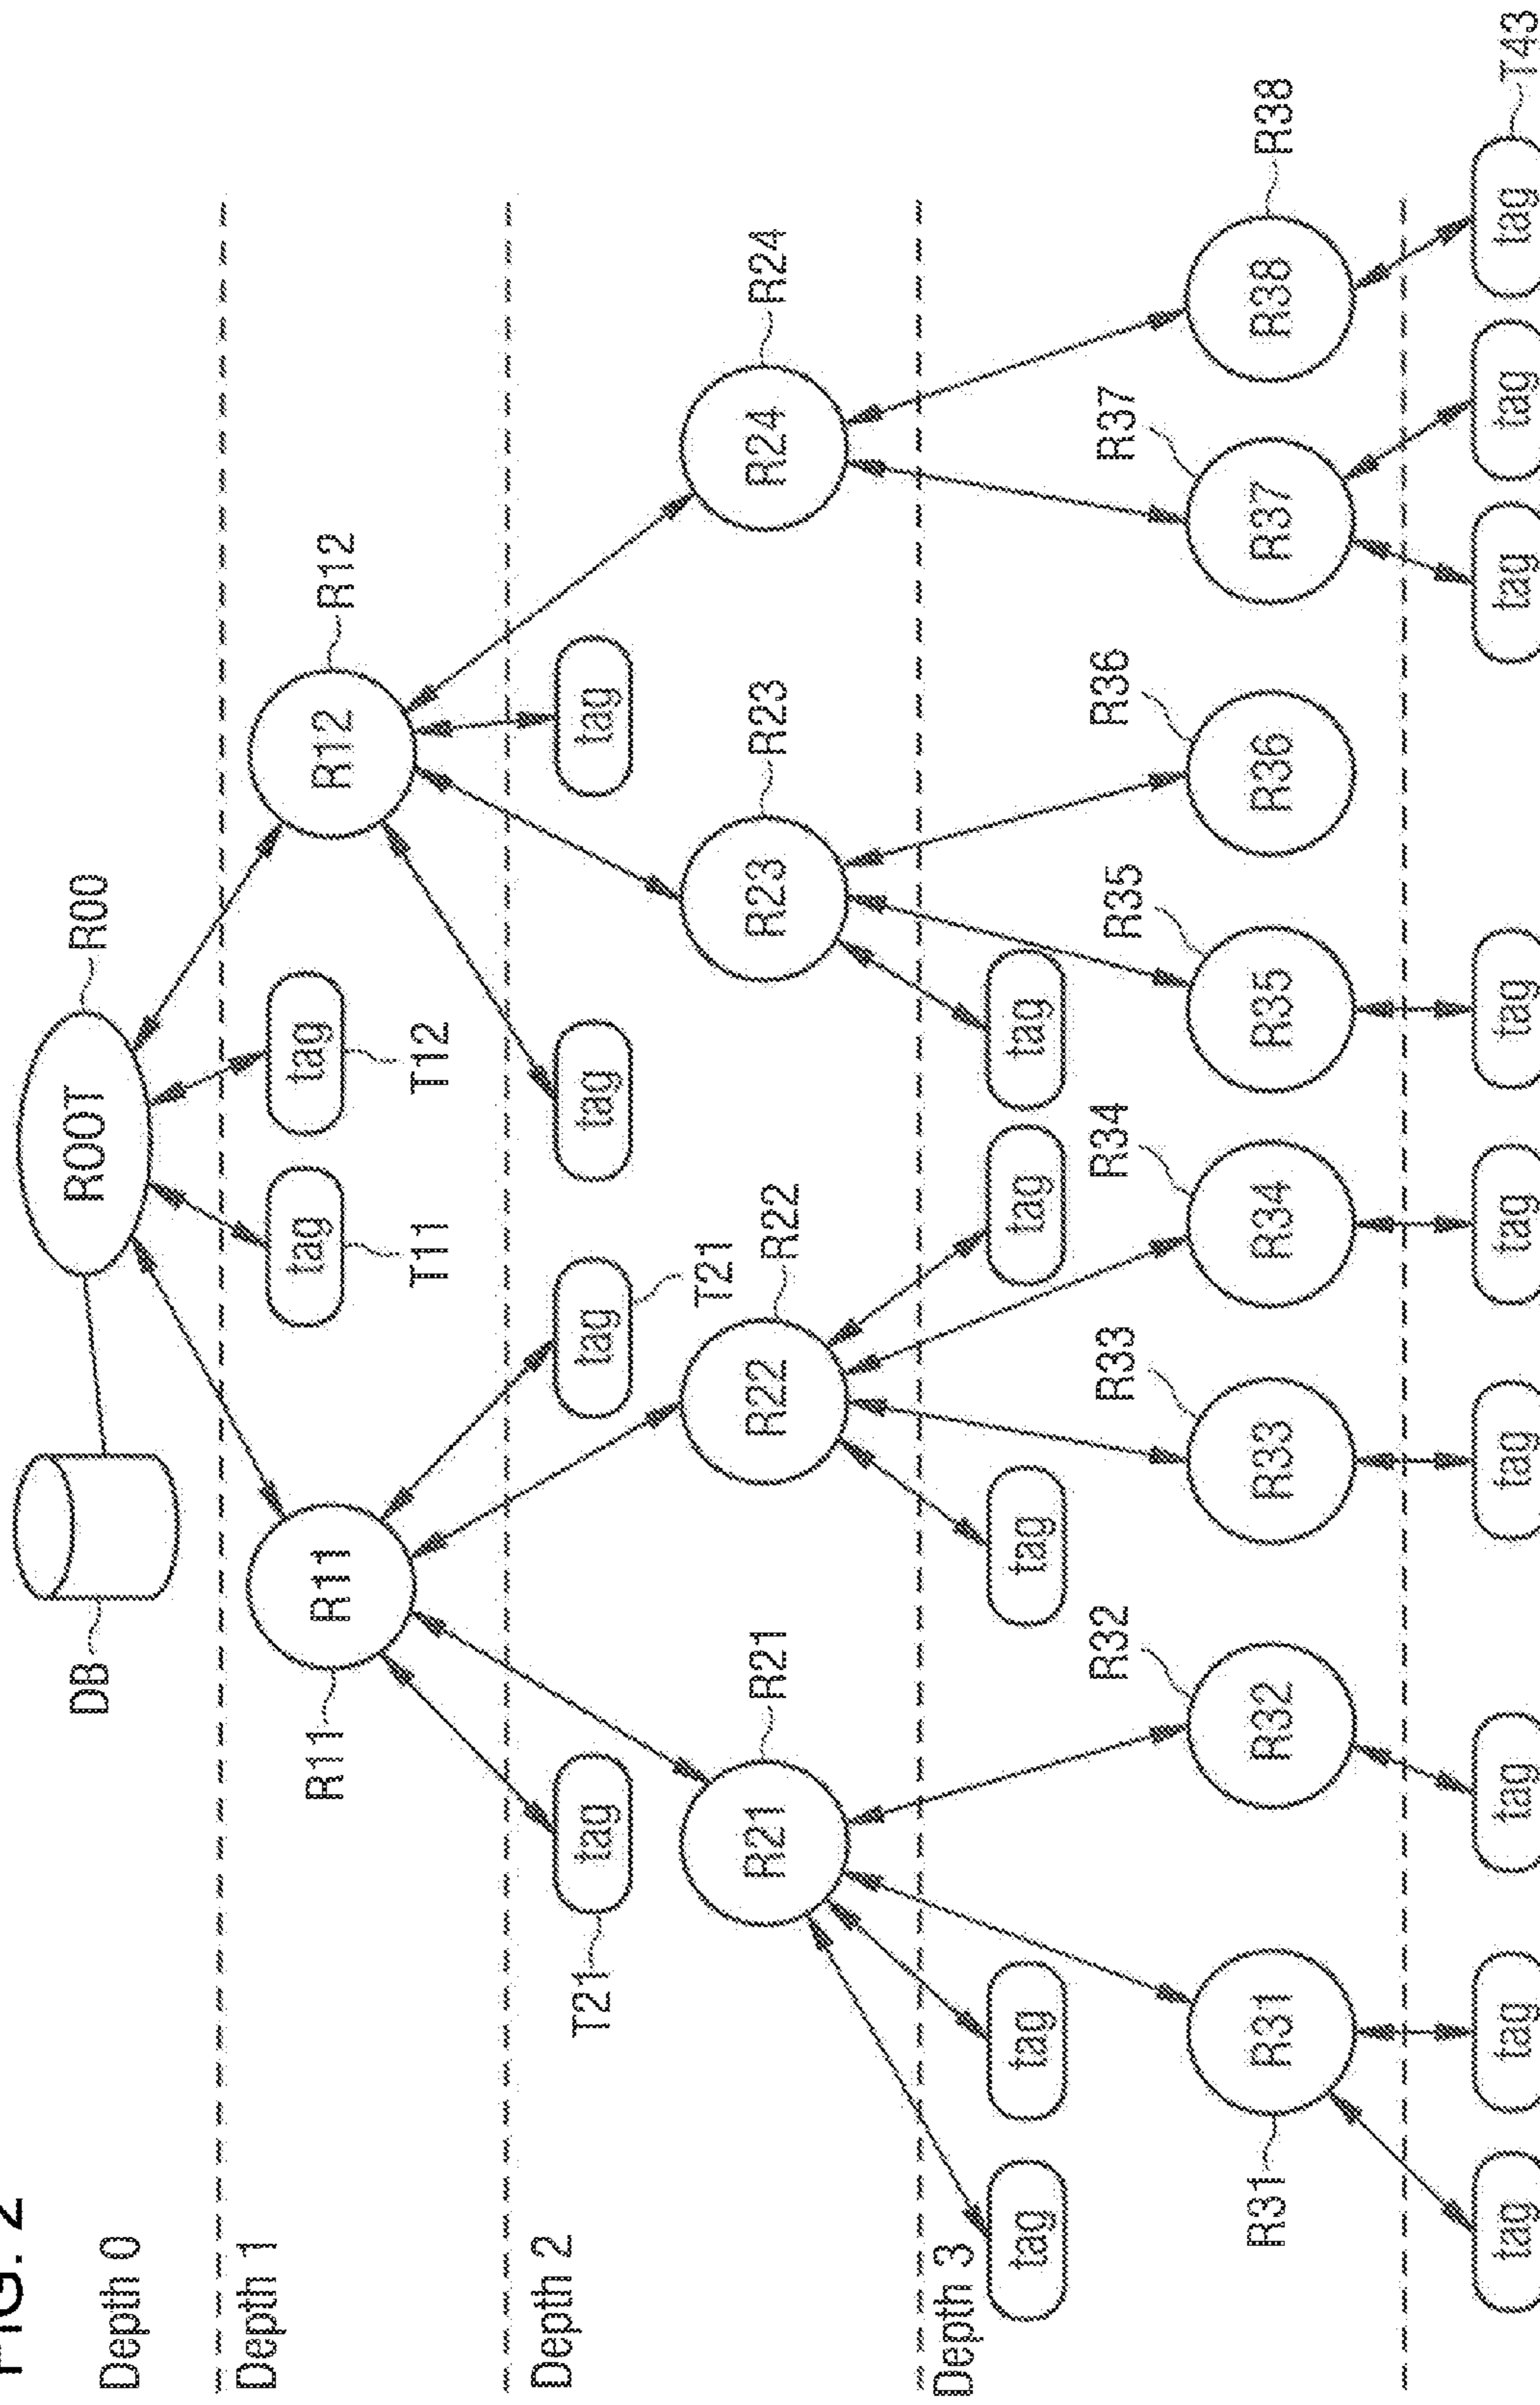 FIG. 2
Depth 0
DB
ROOT
R00
Depth 1
R11
R11
tag
T11
tag
T12
R12
R12
Depth 2
T21
tag
tag
T21
tag
tag
R21
R21
R22
R22
R23
R23
R24
R24
Depth 3
tag
tag
tag
tag
tag
R31
R31
R32
R32
R33
R33
R34
R34
R35
R35
R36
R36
R37
R37
R38
R38
tag
tag
tag
tag
tag
tag
tag
tag
tag
T43